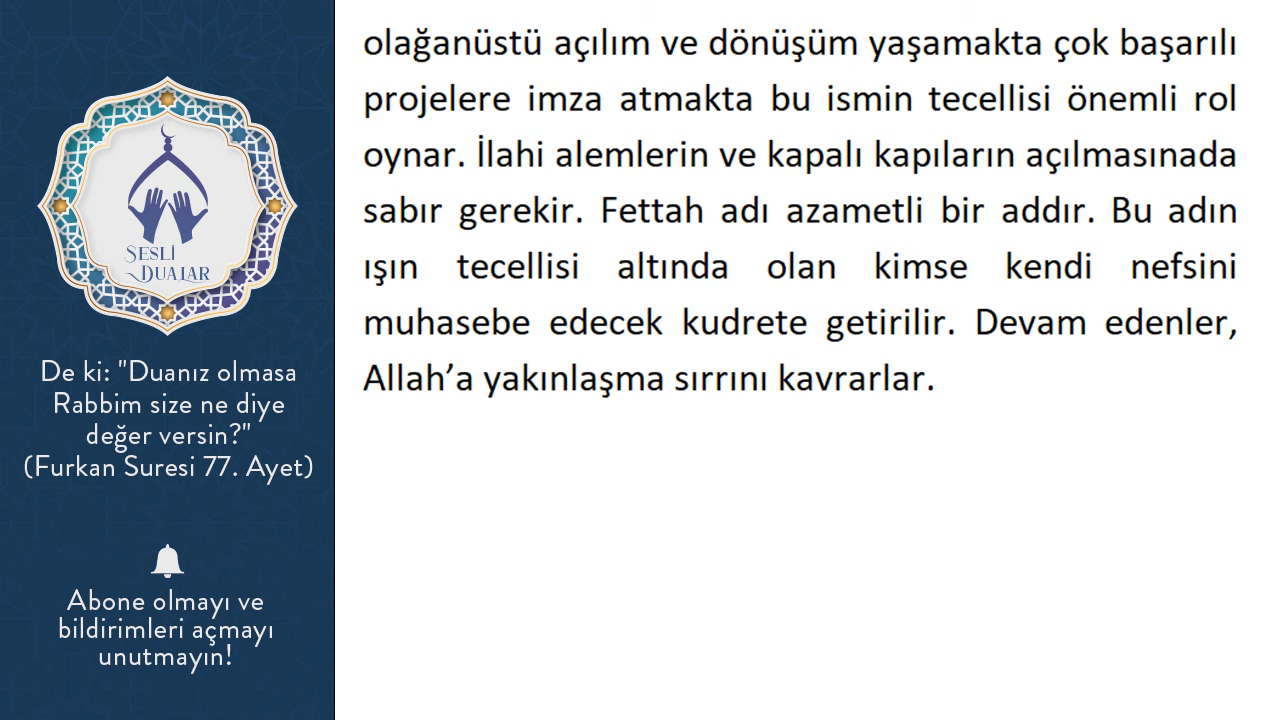 SESLİ
DUALAR
De ki: "Duanız olmasa
Rabbim size ne diye
değer versin?"
(Furkan Suresi 77. Ayet)
Abone olmayı ve
bildirimleri açmayı
unutmayın!
olağanüstü açılım ve dönüşüm yaşamakta çok başarılı
projelere imza atmakta bu ismin tecellisi önemli rol
oynar. İlahi alemlerin ve kapalı kapıların açılmasınada
sabır gerekir. Fettah adı azametli bir addır. Bu adın
ışın tecellisi altında olan kimse kendi nefsini
muhasebe edecek kudrete getirilir. Devam edenler,
Allah’a yakınlaşma sırrını kavrarlar.